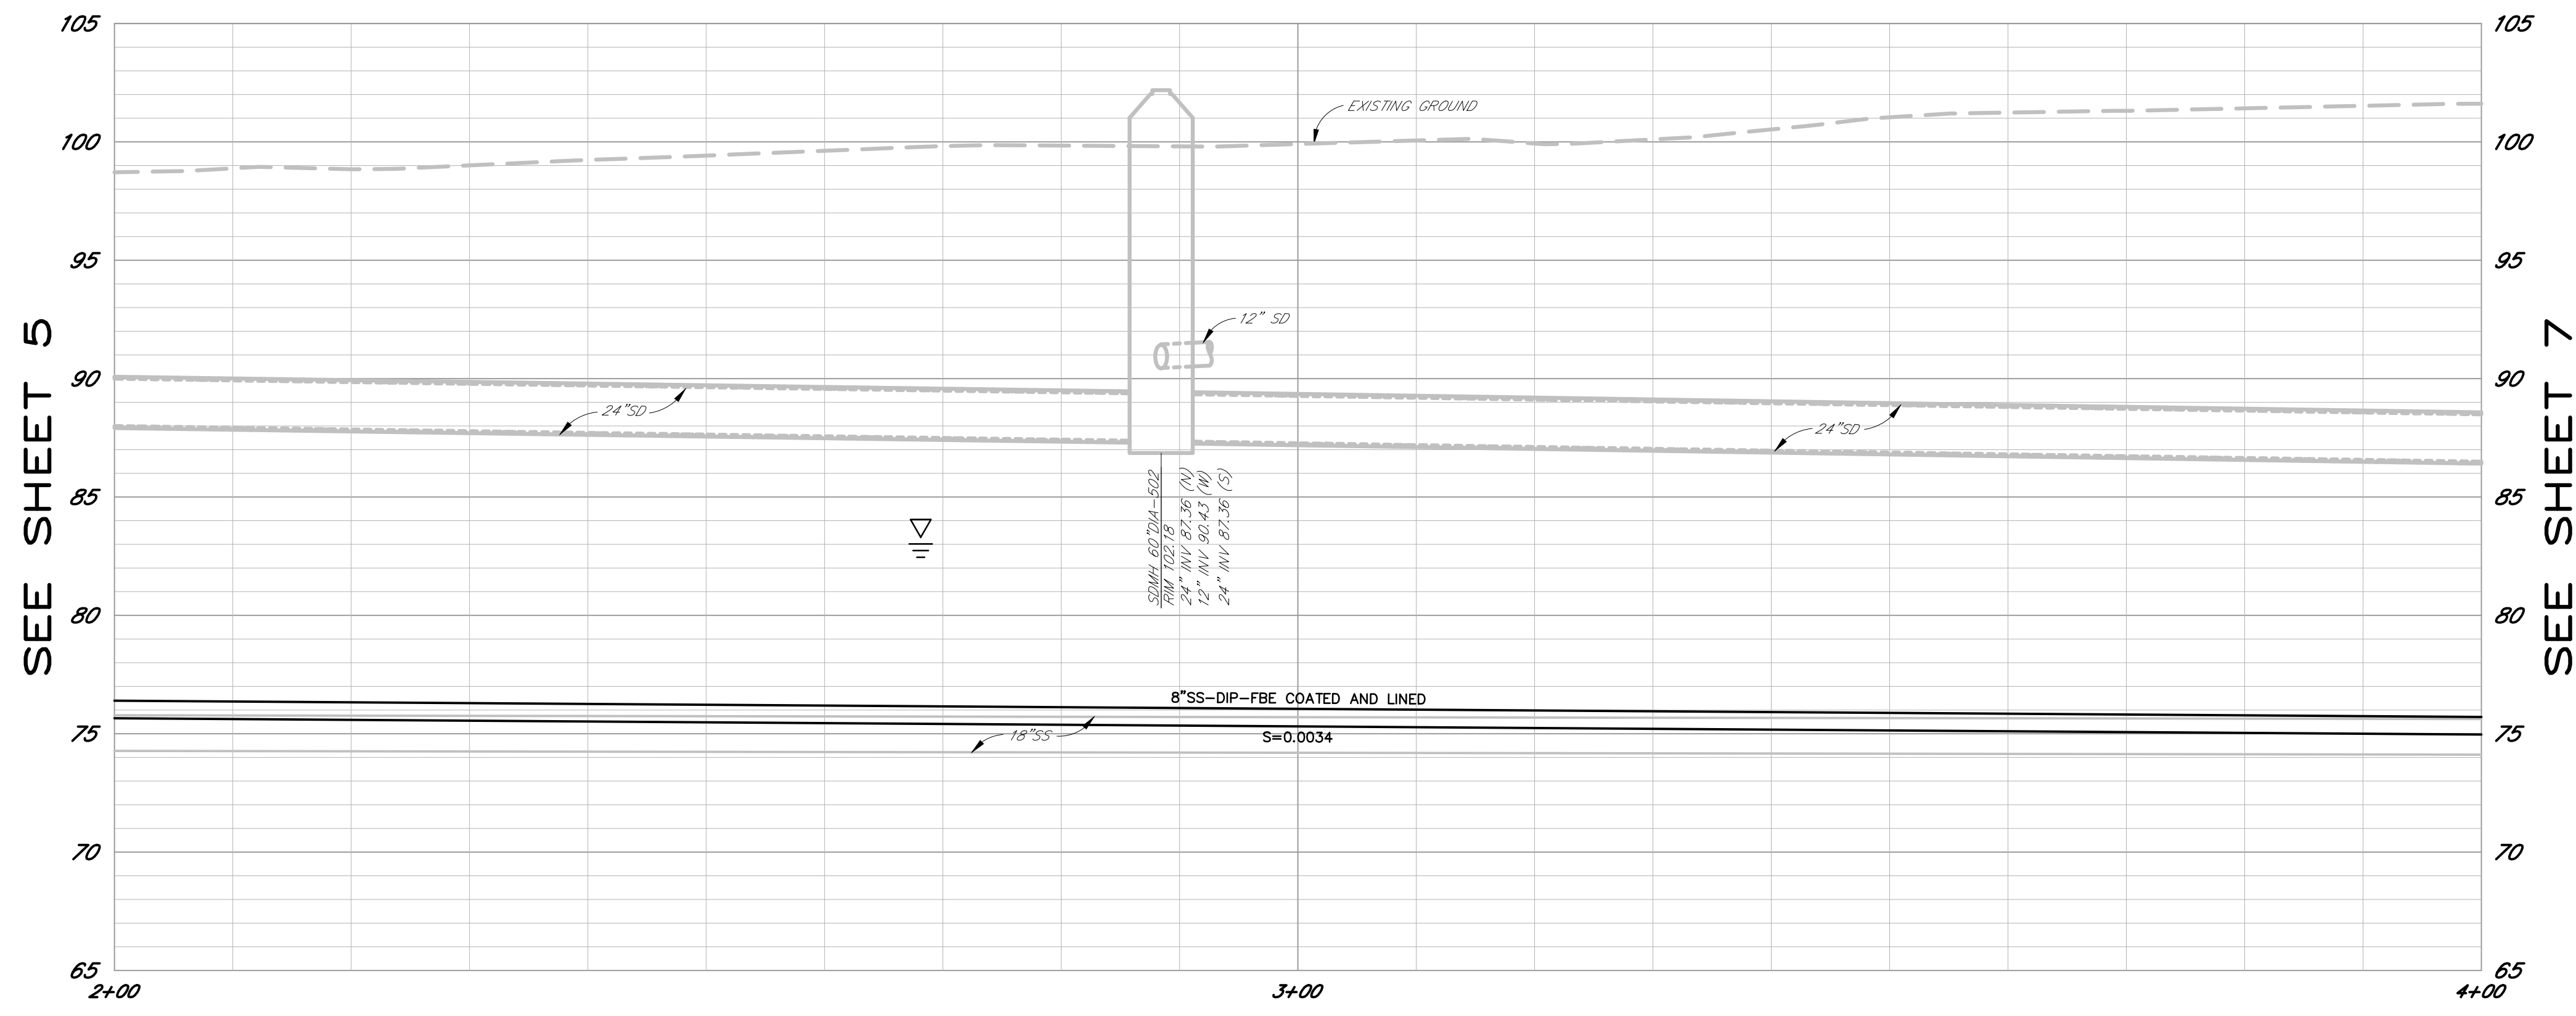 105
105
EXISTING GROUND
100
100
95
95
12" SD
90
90
24"SD
24"SD
85
85
SDMH 60"DIA-502
RIM 102.18
24" INV 87.36 (N)
12" INV 90.43 (W)
24" INV 87.36 (S)
SEE SHEET 5
SEE SHEET 7
80
80
8"SS-DIP-FBE COATED AND LINED
18"SS
S=0.0034
75
75
70
70
65
65
2+00
3+00
4+00